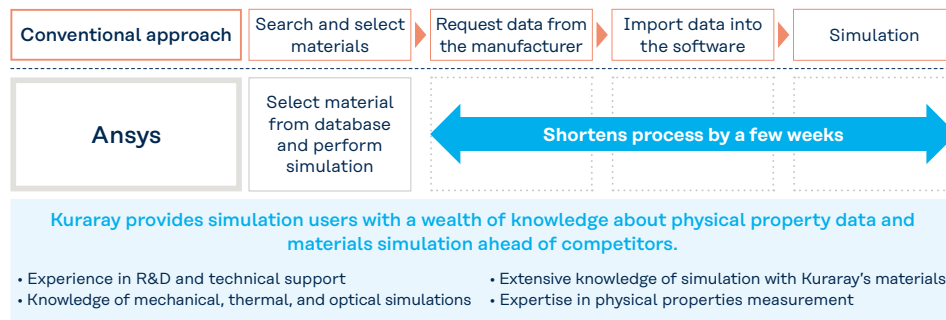 Conventional approach
Search and select
materials
Request data from
the manufacturer
Import data into
the software
Simulation
Ansys
Select material
from database
and perform
simulation
Shortens process by a few weeks
Kuraray provides simulation users with a wealth of knowledge about physical property data and
materials simulation ahead of competitors.
• Experience in R&D and technical support
• Knowledge of mechanical, thermal, and optical simulations
• Extensive knowledge of simulation with Kuraray’s materials
• Expertise in physical properties measurement